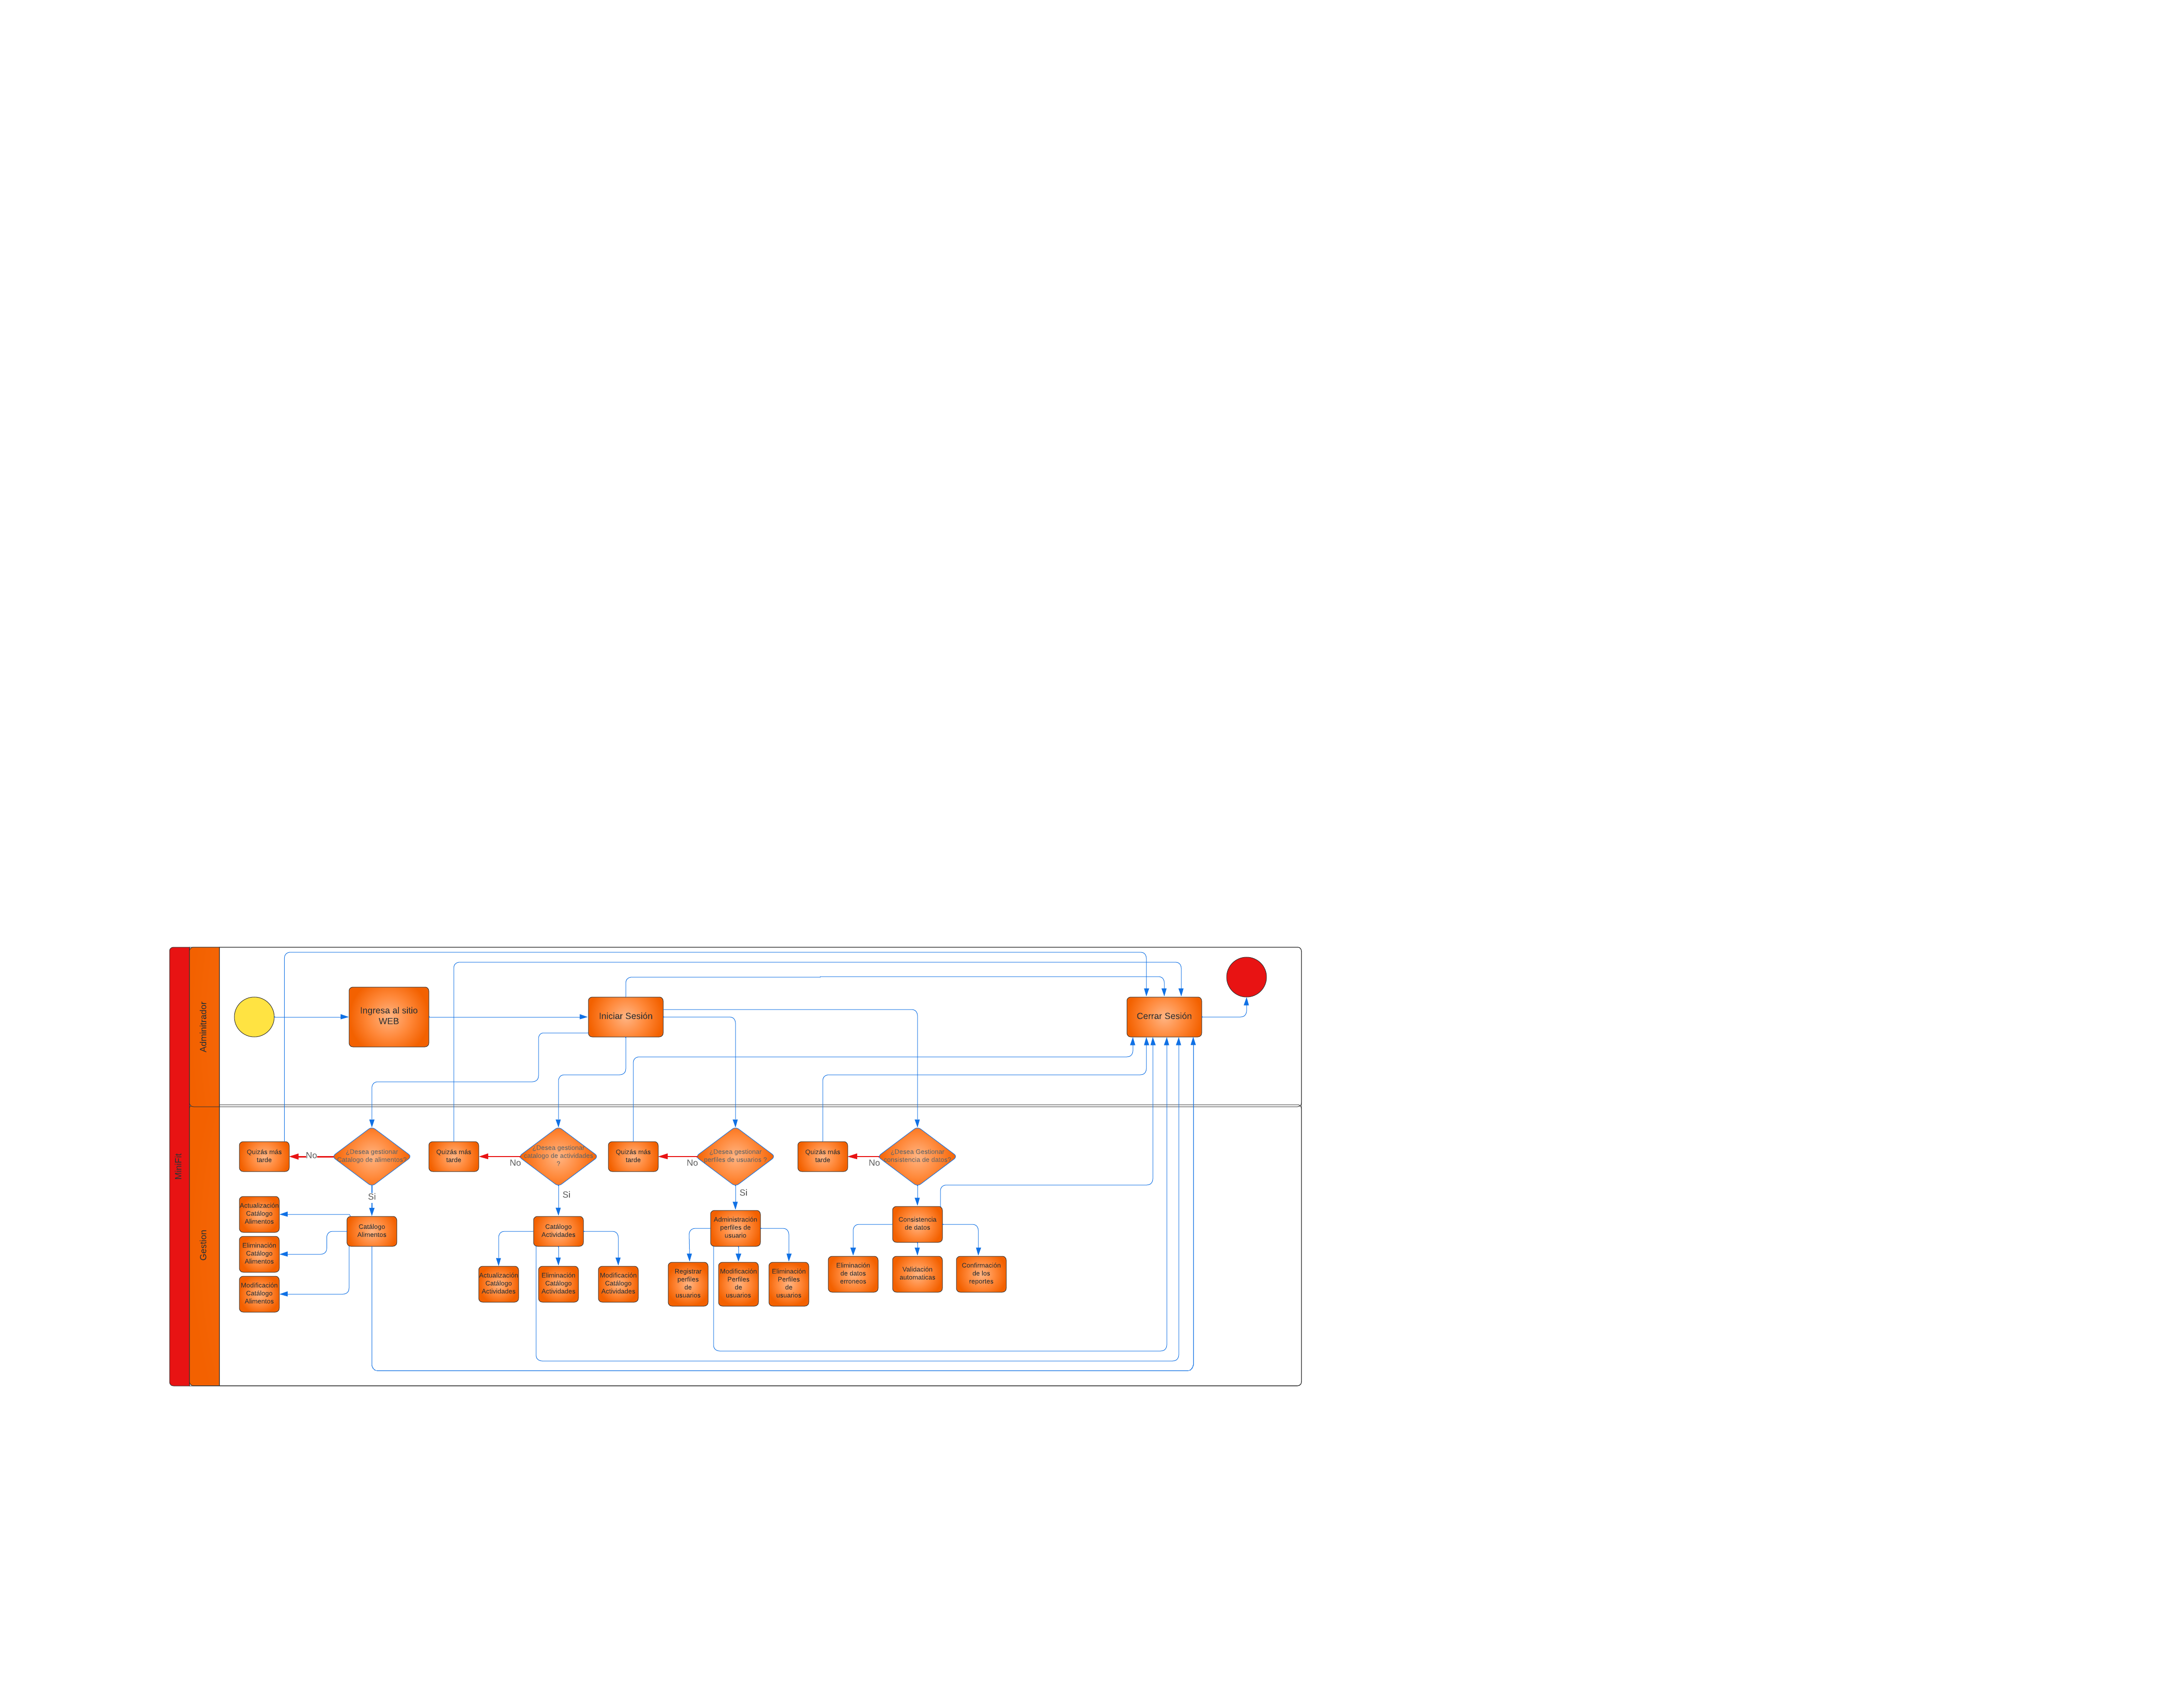 MiniFit
Adminitrador
Gestion
Ingresa al sitio
WEB
Iniciar Sesión
Cerrar Sesión
Quizás más
tarde
No
¿Desea gestionar
catálogo de alimentos?
Si
Quizás más
tarde
No
¿Desea gestionar
catálogo de actividades
?
Si
Quizás más
tarde
No
¿Desea gestionar
perfiles de usuarios ?
Si
Quizás más
tarde
No
¿Desea Gestionar
consistencia de datos?
Actualización
Catálogo
Alimentos
Eliminación
Catálogo
Alimentos
Modificación
Catálogo
Alimentos
Catálogo
Alimentos
Catálogo
Actividades
Actualización
Catálogo
Actividades
Eliminación
Catálogo
Actividades
Modificación
Catálogo
Actividades
Administración
perfiles de
usuario
Registrar
perfiles
de
usuarios
Modificación
Perfiles
de
usuarios
Eliminación
Perfiles
de
usuarios
Consistencia
de datos
Eliminación
de datos
erroneos
Validación
automaticas
Confirmación
de los
reportes